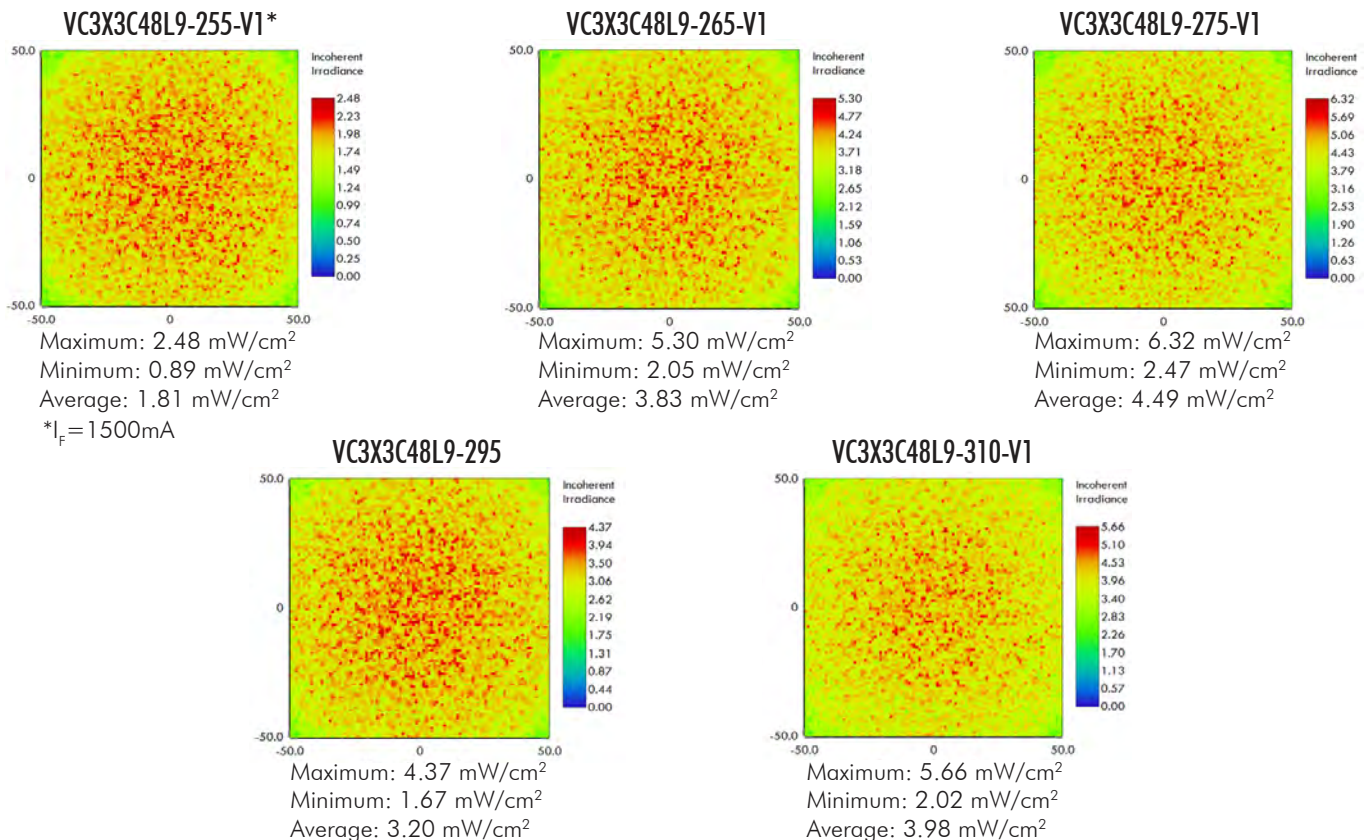 VC3X3C48L9-255-V1*
50.0
0
-50.0
-50.0
0
50.0
Incoherent
Irradiance
2.48
2.23
1.98
1.74
1.49
1.24
0.99
0.74
0.50
0.25
0.00
Maximum: 2.48 mW/cm²
Minimum: 0.89 mW/cm²
Average: 1.81 mW/cm²
*I_F=1500mA
VC3X3C48L9-265-V1
50.0
0
-50.0
-50.0
0
50.0
Incoherent
Irradiance
5.30
4.77
4.24
3.71
3.18
2.65
2.12
1.59
1.06
0.53
0.00
Maximum: 5.30 mW/cm²
Minimum: 2.05 mW/cm²
Average: 3.83 mW/cm²
VC3X3C48L9-275-V1
50.0
0
-50.0
-50.0
0
50.0
Incoherent
Irradiance
6.32
5.69
5.06
4.43
3.79
3.16
2.53
1.90
1.26
0.63
0.00
Maximum: 6.32 mW/cm²
Minimum: 2.47 mW/cm²
Average: 4.49 mW/cm²
VC3X3C48L9-295
50.0
0
-50.0
-50.0
0
50.0
Incoherent
Irradiance
4.37
3.94
3.50
3.06
2.62
2.19
1.75
1.31
0.87
0.44
0.00
Maximum: 4.37 mW/cm²
Minimum: 1.67 mW/cm²
Average: 3.20 mW/cm²
VC3X3C48L9-310-V1
50.0
0
-50.0
-50.0
0
50.0
Incoherent
Irradiance
5.66
5.10
4.53
3.96
3.40
2.83
2.26
1.70
1.13
0.57
0.00
Maximum: 5.66 mW/cm²
Minimum: 2.02 mW/cm²
Average: 3.98 mW/cm²